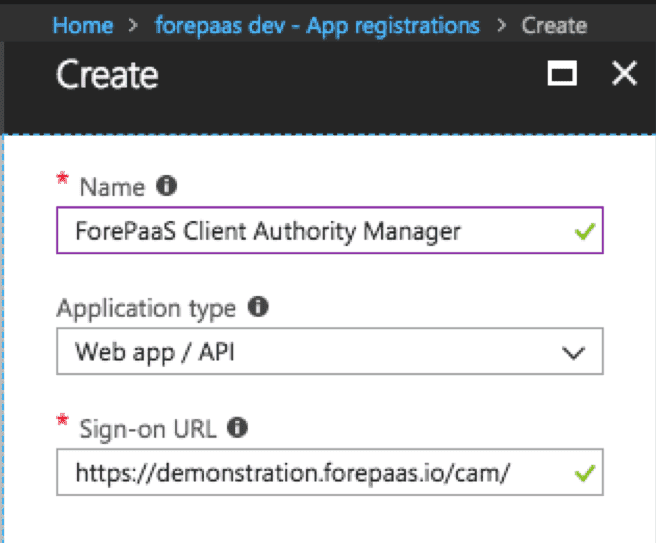 Home > forepaas dev - App registrations > Create
Create
* Name
ForePaaS Client Authority Manager
Application type
Web app / API
* Sign-on URL
https://demonstration.forepaas.io/cam/